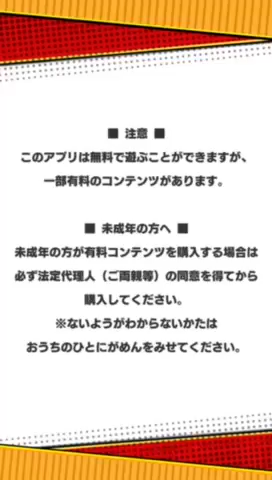 ■ 注意 ■
このアプリは無料で遊ぶことができますが、
一部有料のコンテンツがあります。
■ 未成年の方へ ■
未成年の方が有料コンテンツを購入する場合は
必ず法定代理人（ご両親等）の同意を得てから
購入してください。
※ないようがわからないかたは
おうちのひとにがめんをみせてください。